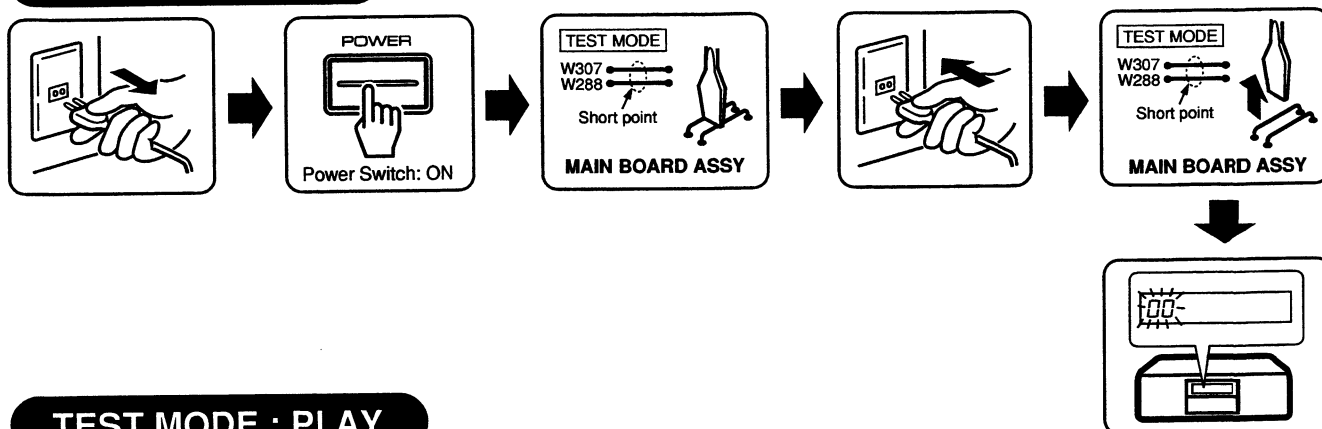 POWER
Power Switch: ON
TEST MODE
W307
W288
Short point
MAIN BOARD ASSY
TEST MODE
W307
W288
Short point
MAIN BOARD ASSY
00
TEST MODE : PLAY